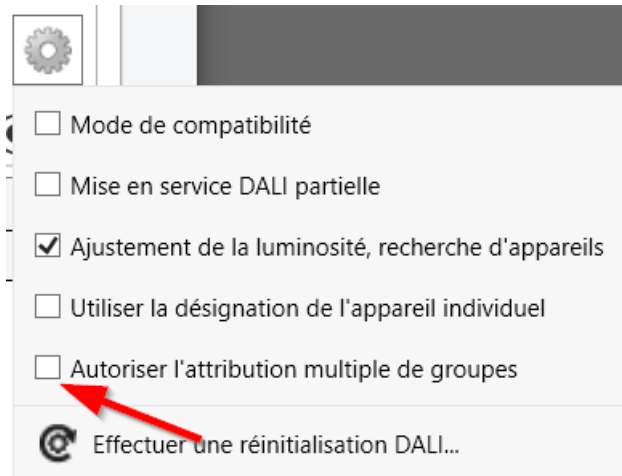 Mode de compatibilité
Mise en service DALI partielle
Ajustement de la luminosité, recherche d'appareils
Utiliser la désignation de l'appareil individuel
Autoriser l'attribution multiple de groupes
Effectuer une réinitialisation DALI...